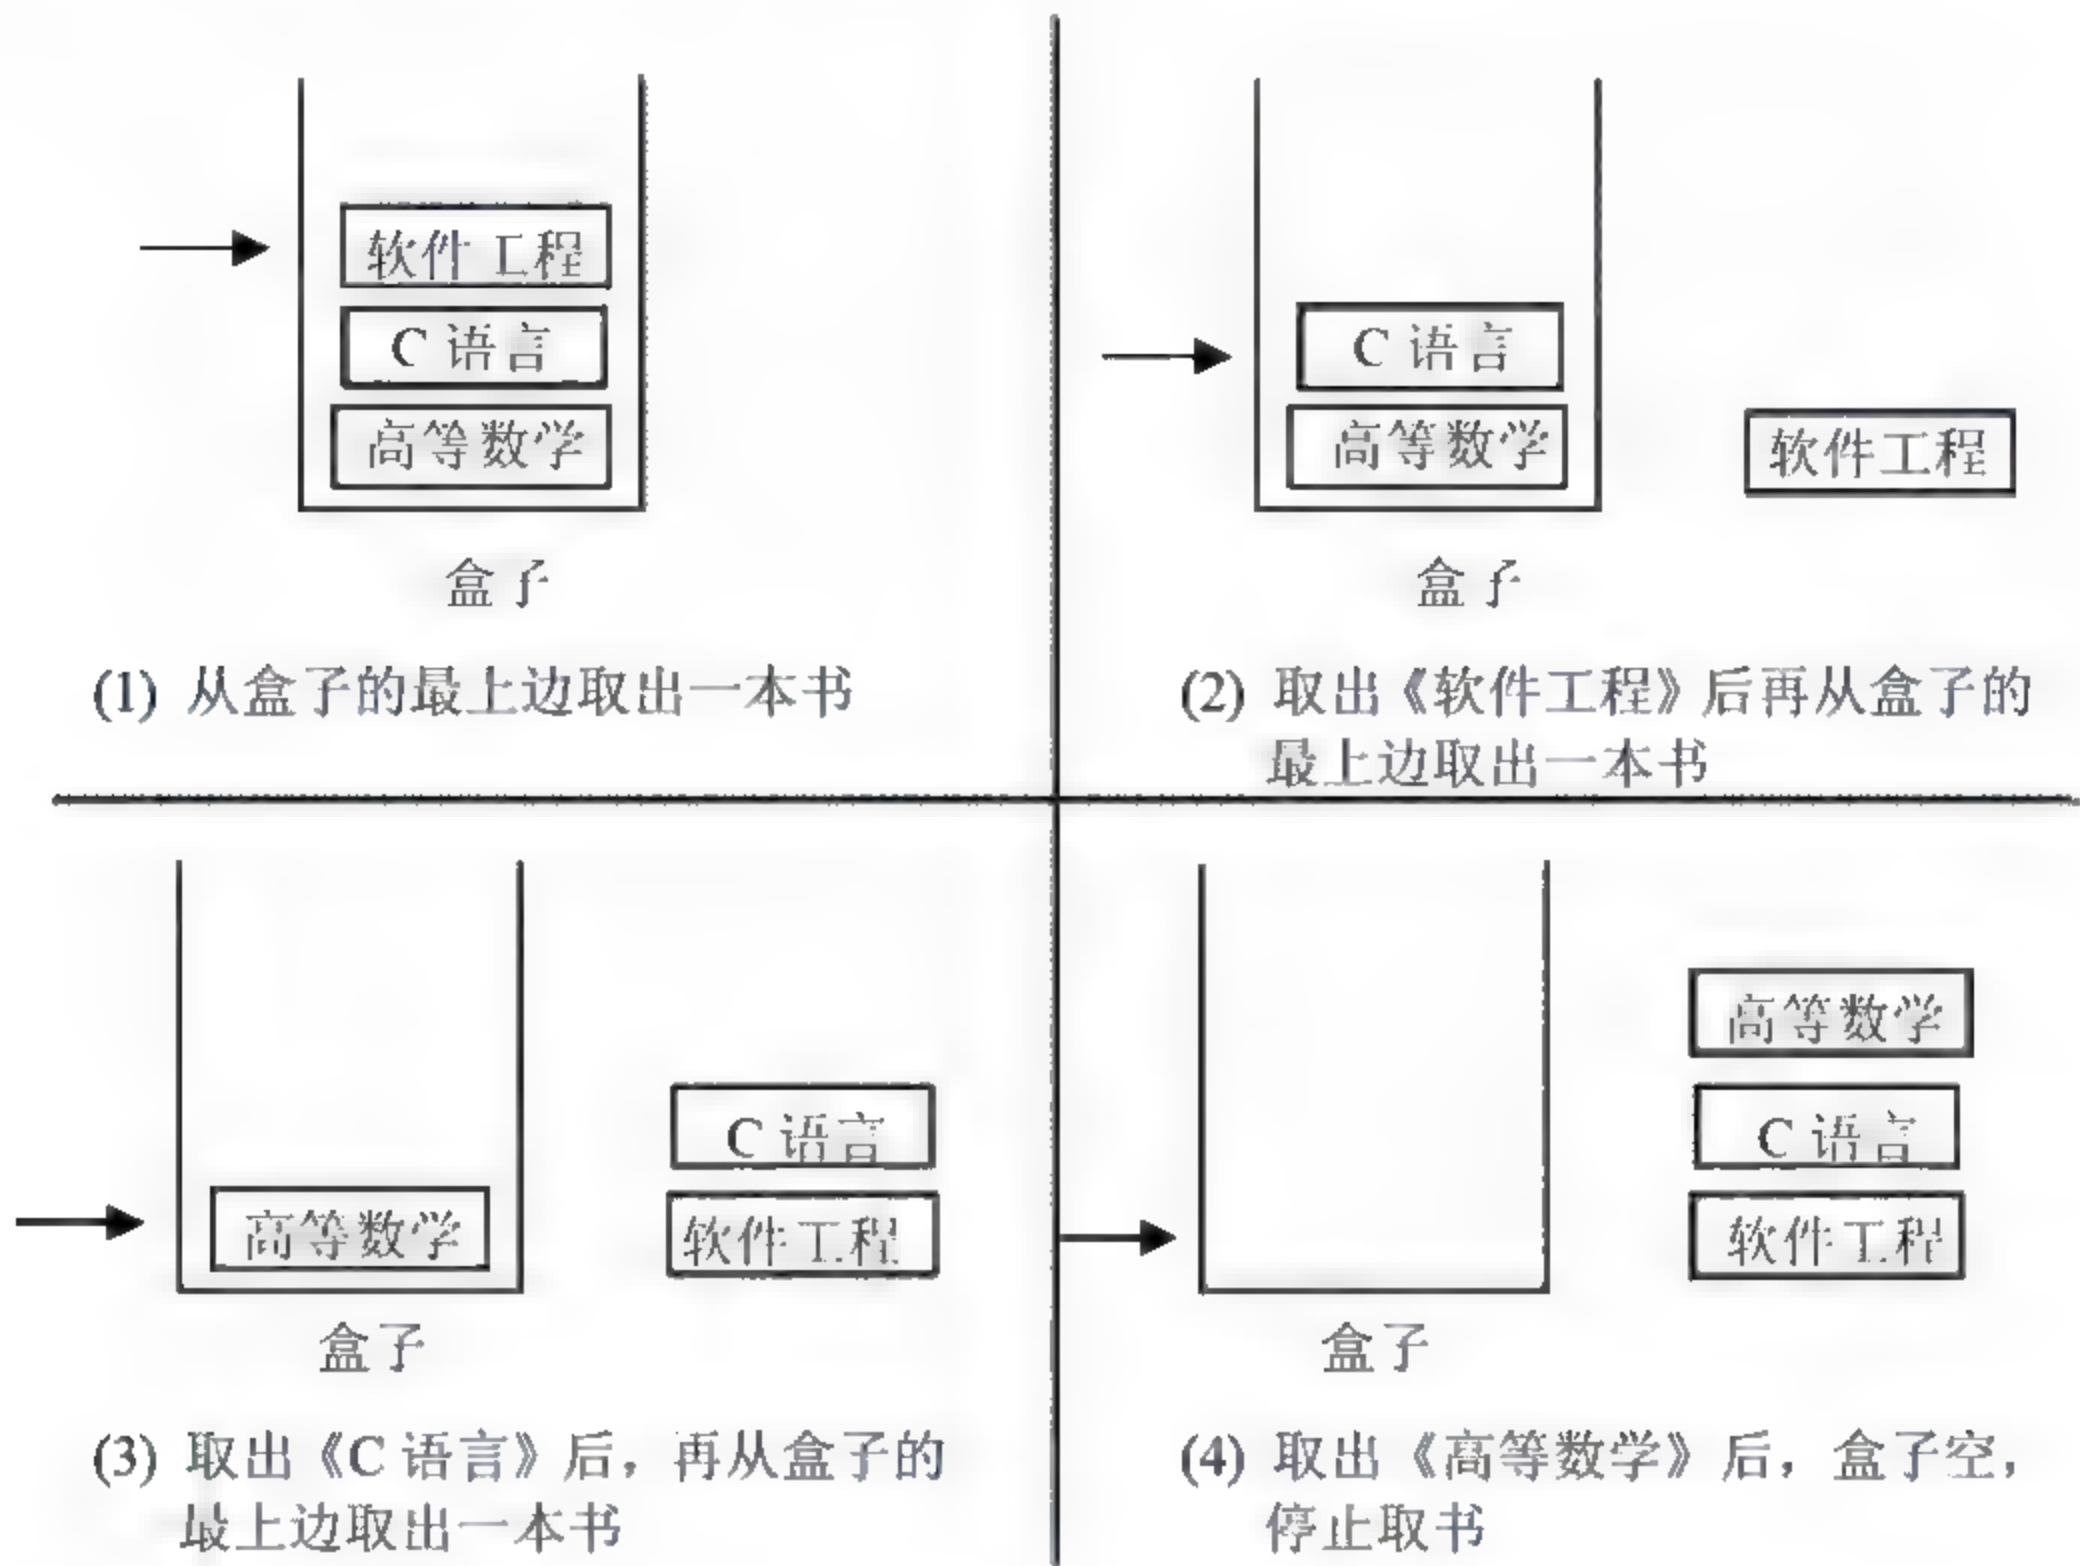 软件工程
C 语言
高等数学
盒子
(1) 从盒子的最上边取出一本书
C 语言
高等数学
软件工程
盒子
(2) 取出《软件工程》后再从盒子的
最上边取出一本书
高等数学
C 语言
软件工程
盒子
(3) 取出《C 语言》后，再从盒子的
最上边取出一本书
高等数学
C 语言
软件工程
盒子
(4) 取出《高等数学》后，盒子空，
停止取书